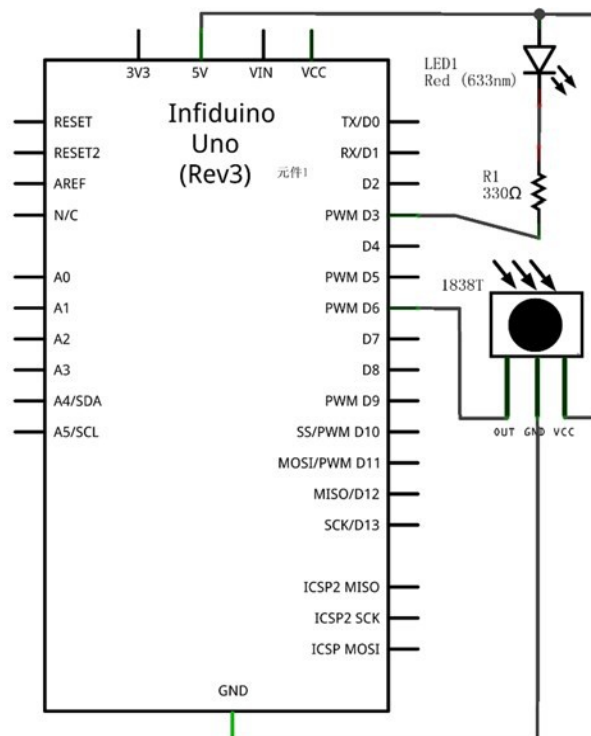 3V3
5V
VIN
VCC
LED1
Red (633nm)
Infiduino
Uno
(Rev3)
元件1
RESET
RESET2
AREF
N/C
A0
A1
A2
A3
A4/SDA
A5/SCL
TX/D0
RX/D1
D2
PWM D3
D4
PWM D5
PWM D6
D7
D8
PWM D9
SS/PWM D10
MOSI/PWM D11
MISO/D12
SCK/D13
ICSP2 MISO
ICSP2 SCK
ICSP MOSI
GND
R1
330Ω
1838T
OUT GND VCC